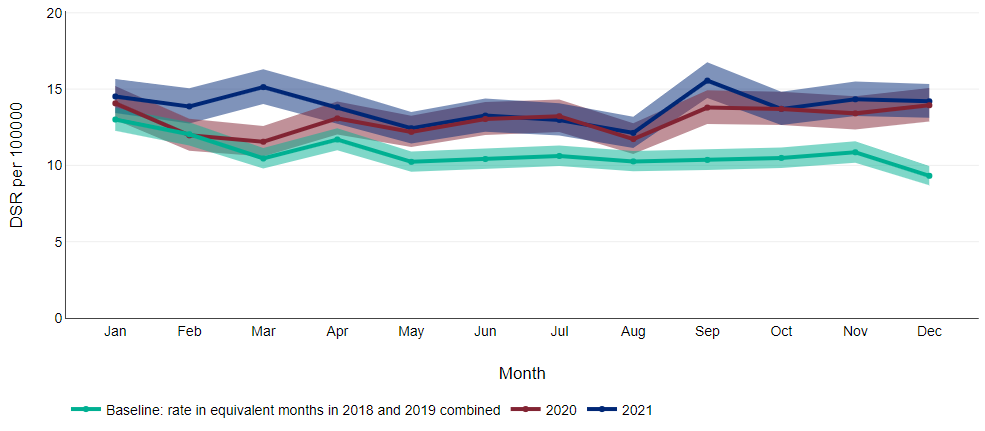 20
15
10
5
0
DSR per 100000
Jan Feb Mar Apr May Jun Jul Aug Sep Oct Nov Dec
Month
Baseline: rate in equivalent months in 2018 and 2019 combined 2020 2021